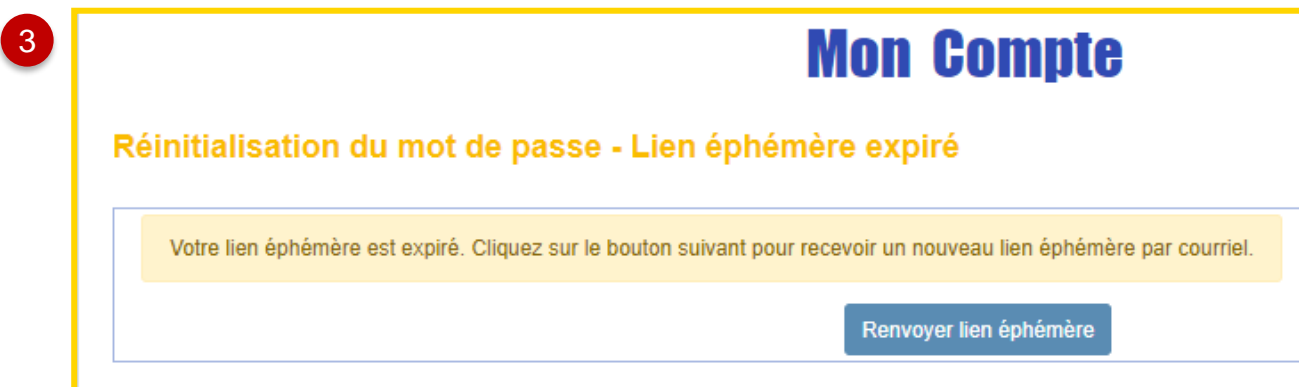 3
Mon Compte
Réinitialisation du mot de passe - Lien éphémère expiré
Votre lien éphémère est expiré. Cliquez sur le bouton suivant pour recevoir un nouveau lien éphémère par courriel.
Renvoyer lien éphémère